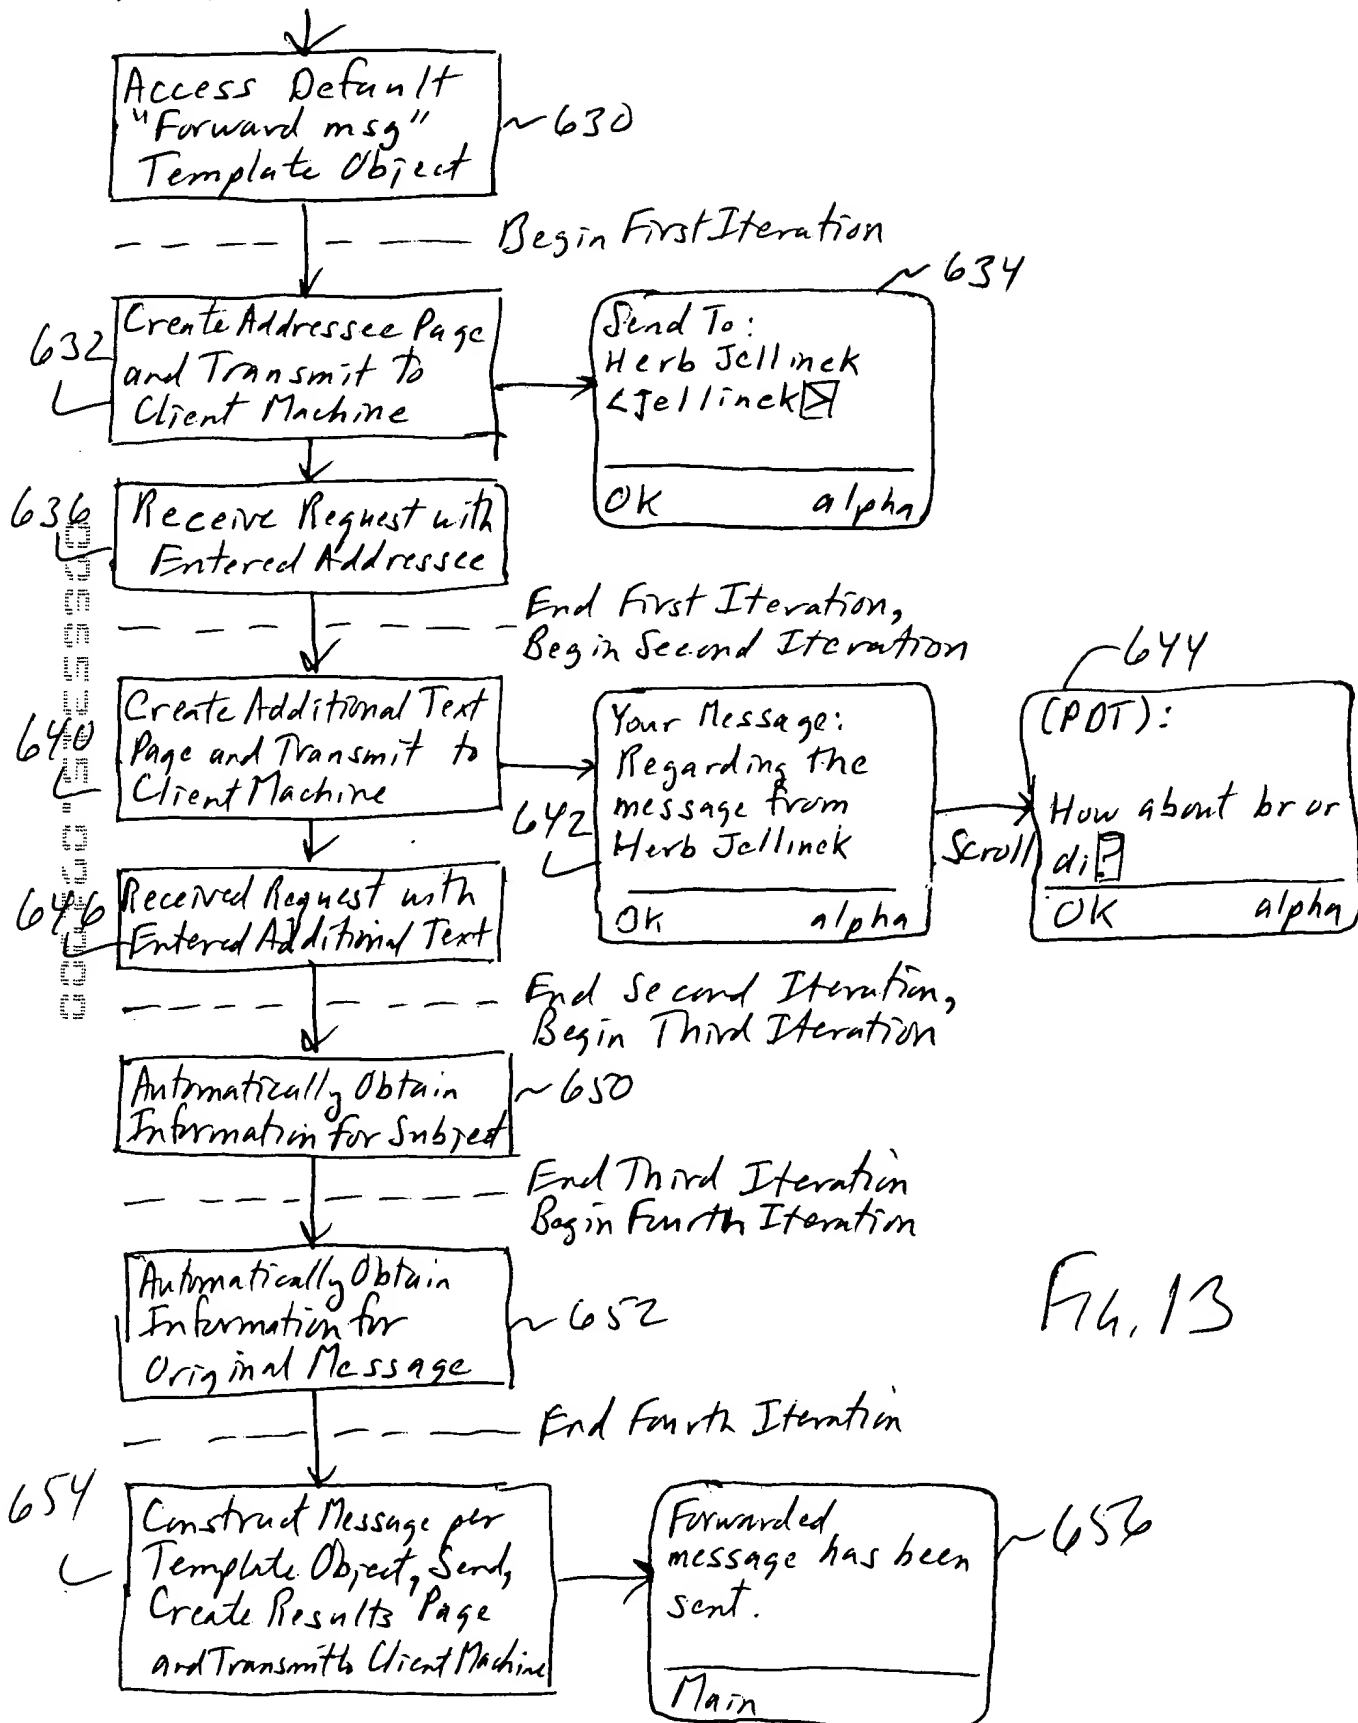 Access Default
"Forward msg"
Template Object
~ 630
Begin First Iteration
632
Create Addressee Page
and Transmit to
Client Machine
~ 634
Send To:
Herb Jellinek
<Jellinek>
OK alpha
636
Receive Request with
Entered Addressee
End First Iteration,
Begin Second Iteration
640
Create Additional Text
Page and Transmit to
Client Machine
642
Your Message:
Regarding the
message from
Herb Jellinek
OK alpha
Scroll
644
(PDT):
How about br or
di?
OK alpha
646
Received Request with
Entered Additional Text
End Second Iteration,
Begin Third Iteration
Automatically Obtain
Information for Subject
~ 650
End Third Iteration
Begin Fourth Iteration
Automatically Obtain
Information for
Original Message
~ 652
Fig. 13
End Fourth Iteration
654
Construct Message per
Template Object, Send,
Create Results Page
and Transmit to Client Machine
Forwarded
message has been
sent.
Main
~ 656